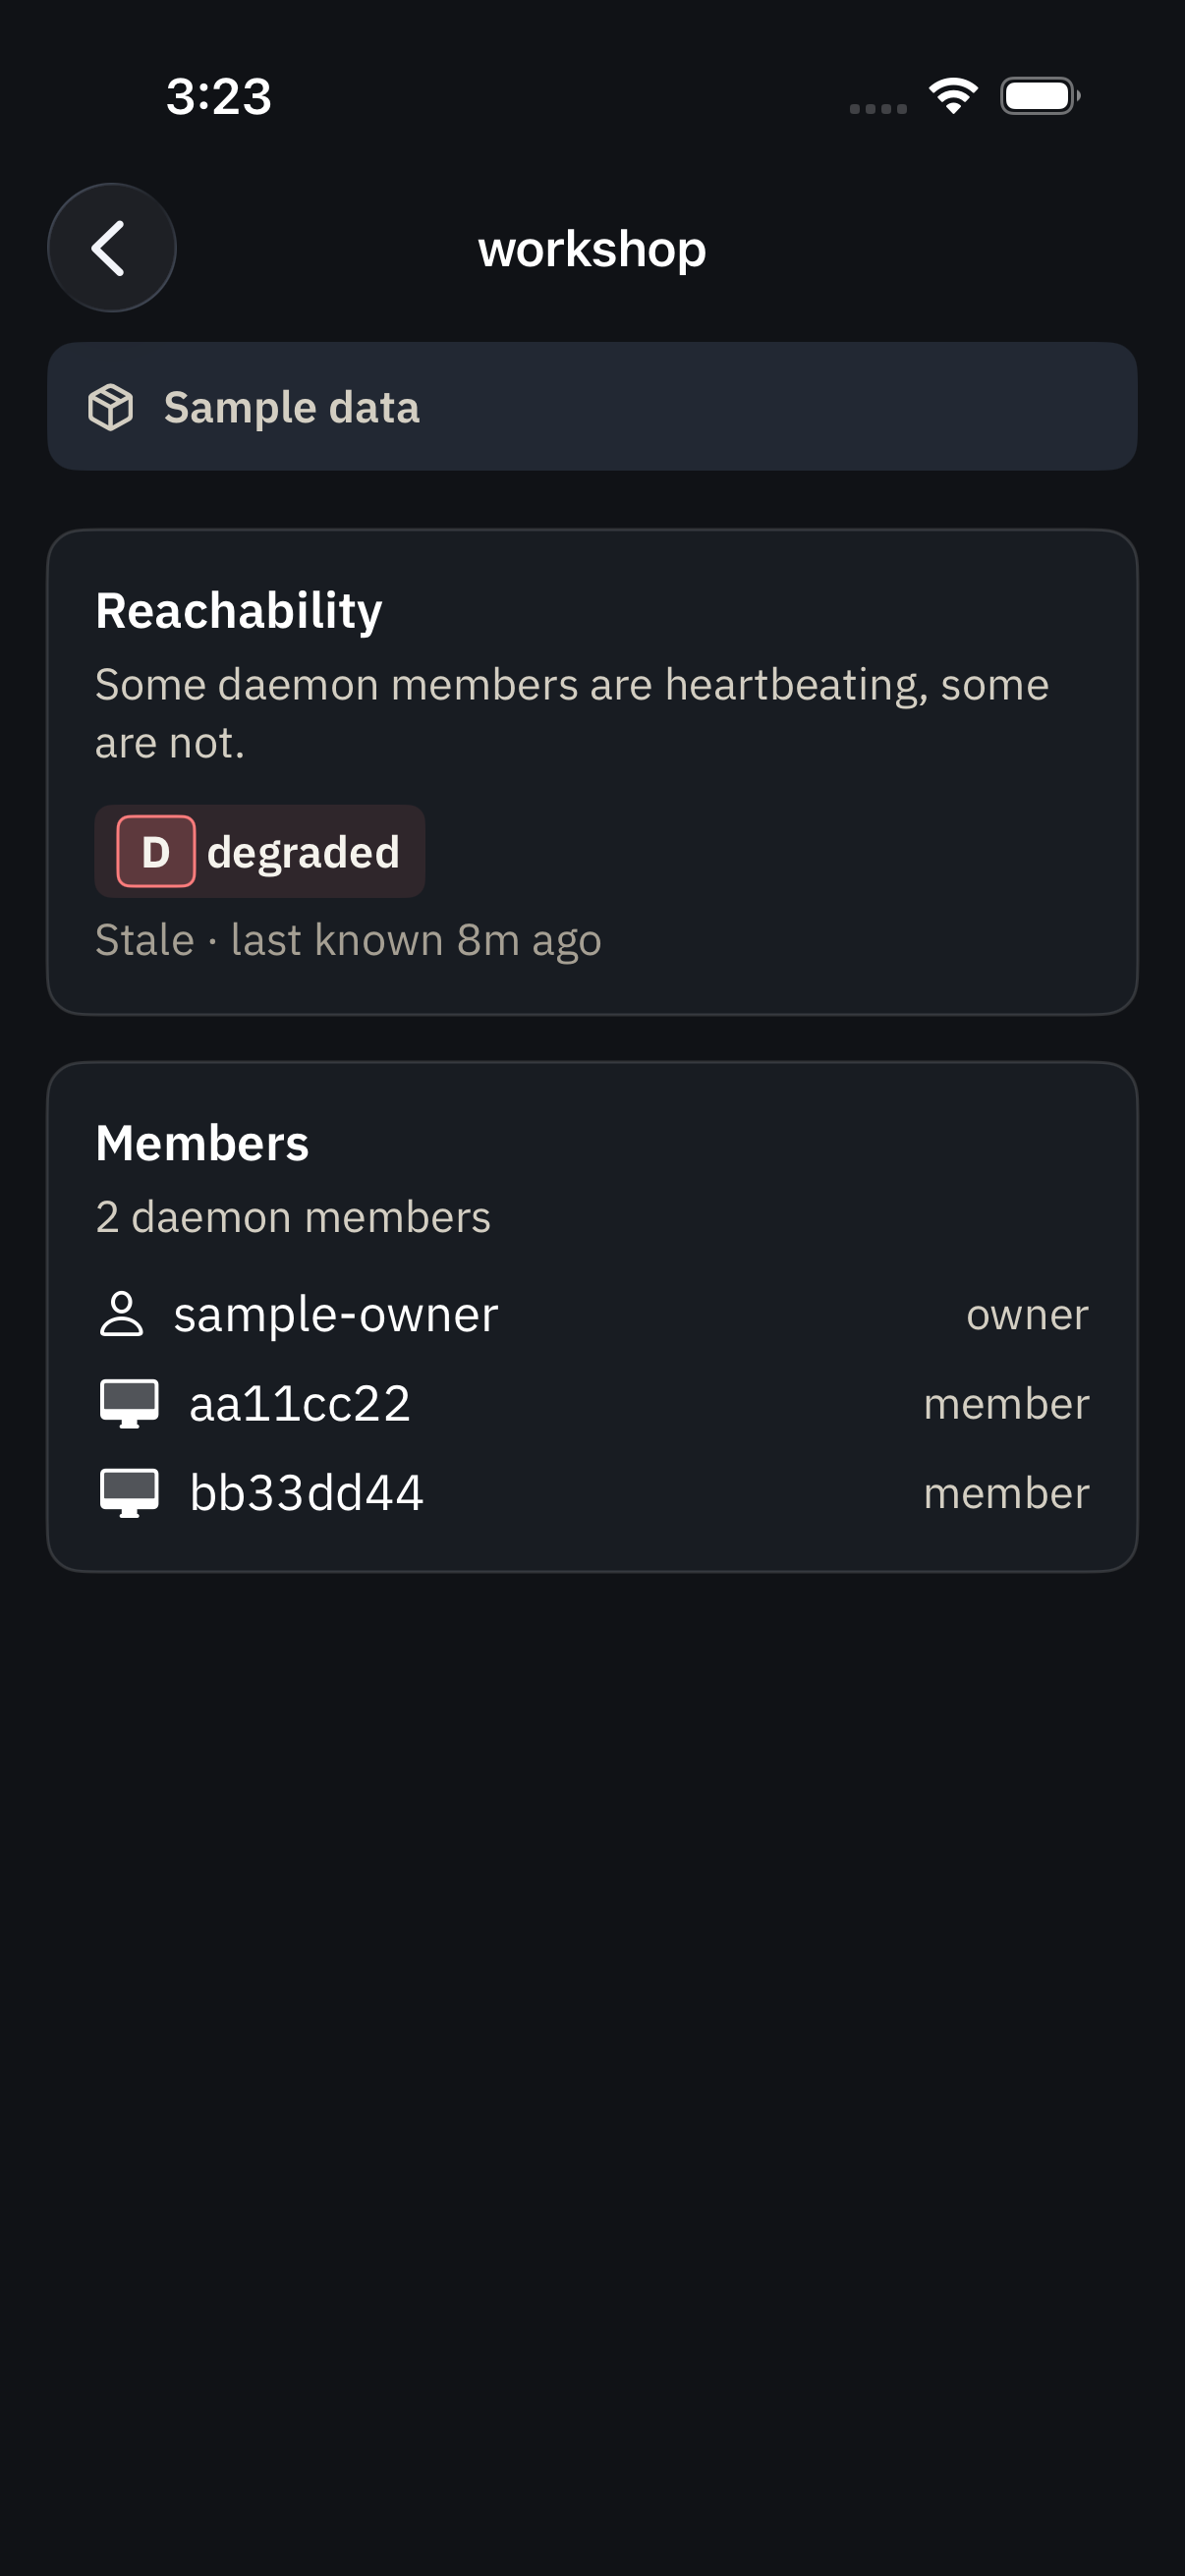 3:23
workshop
Sample data
Reachability
Some daemon members are heartbeating, some
are not.
D degraded
Stale · last known 8m ago
Members
2 daemon members
sample-owner owner
aa11cc22 member
bb33dd44 member